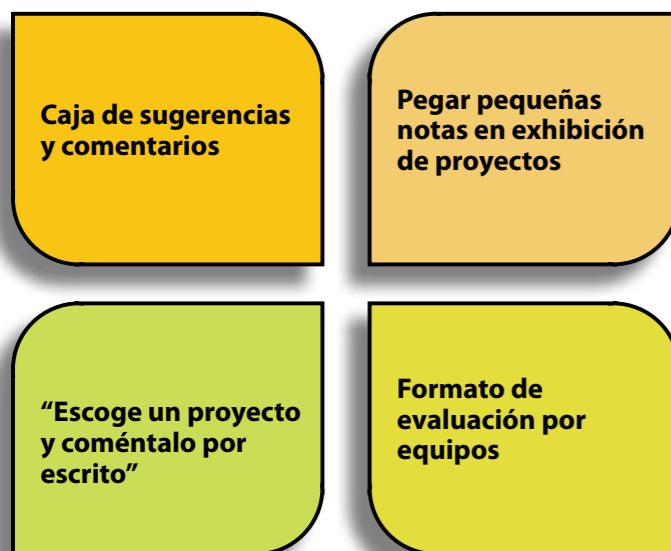 Caja de sugerencias
y comentarios
Pegar pequeñas
notas en exhibición
de proyectos
“Escoge un proyecto
y coméntalo por
escrito”
Formato de
evaluación por
equipos